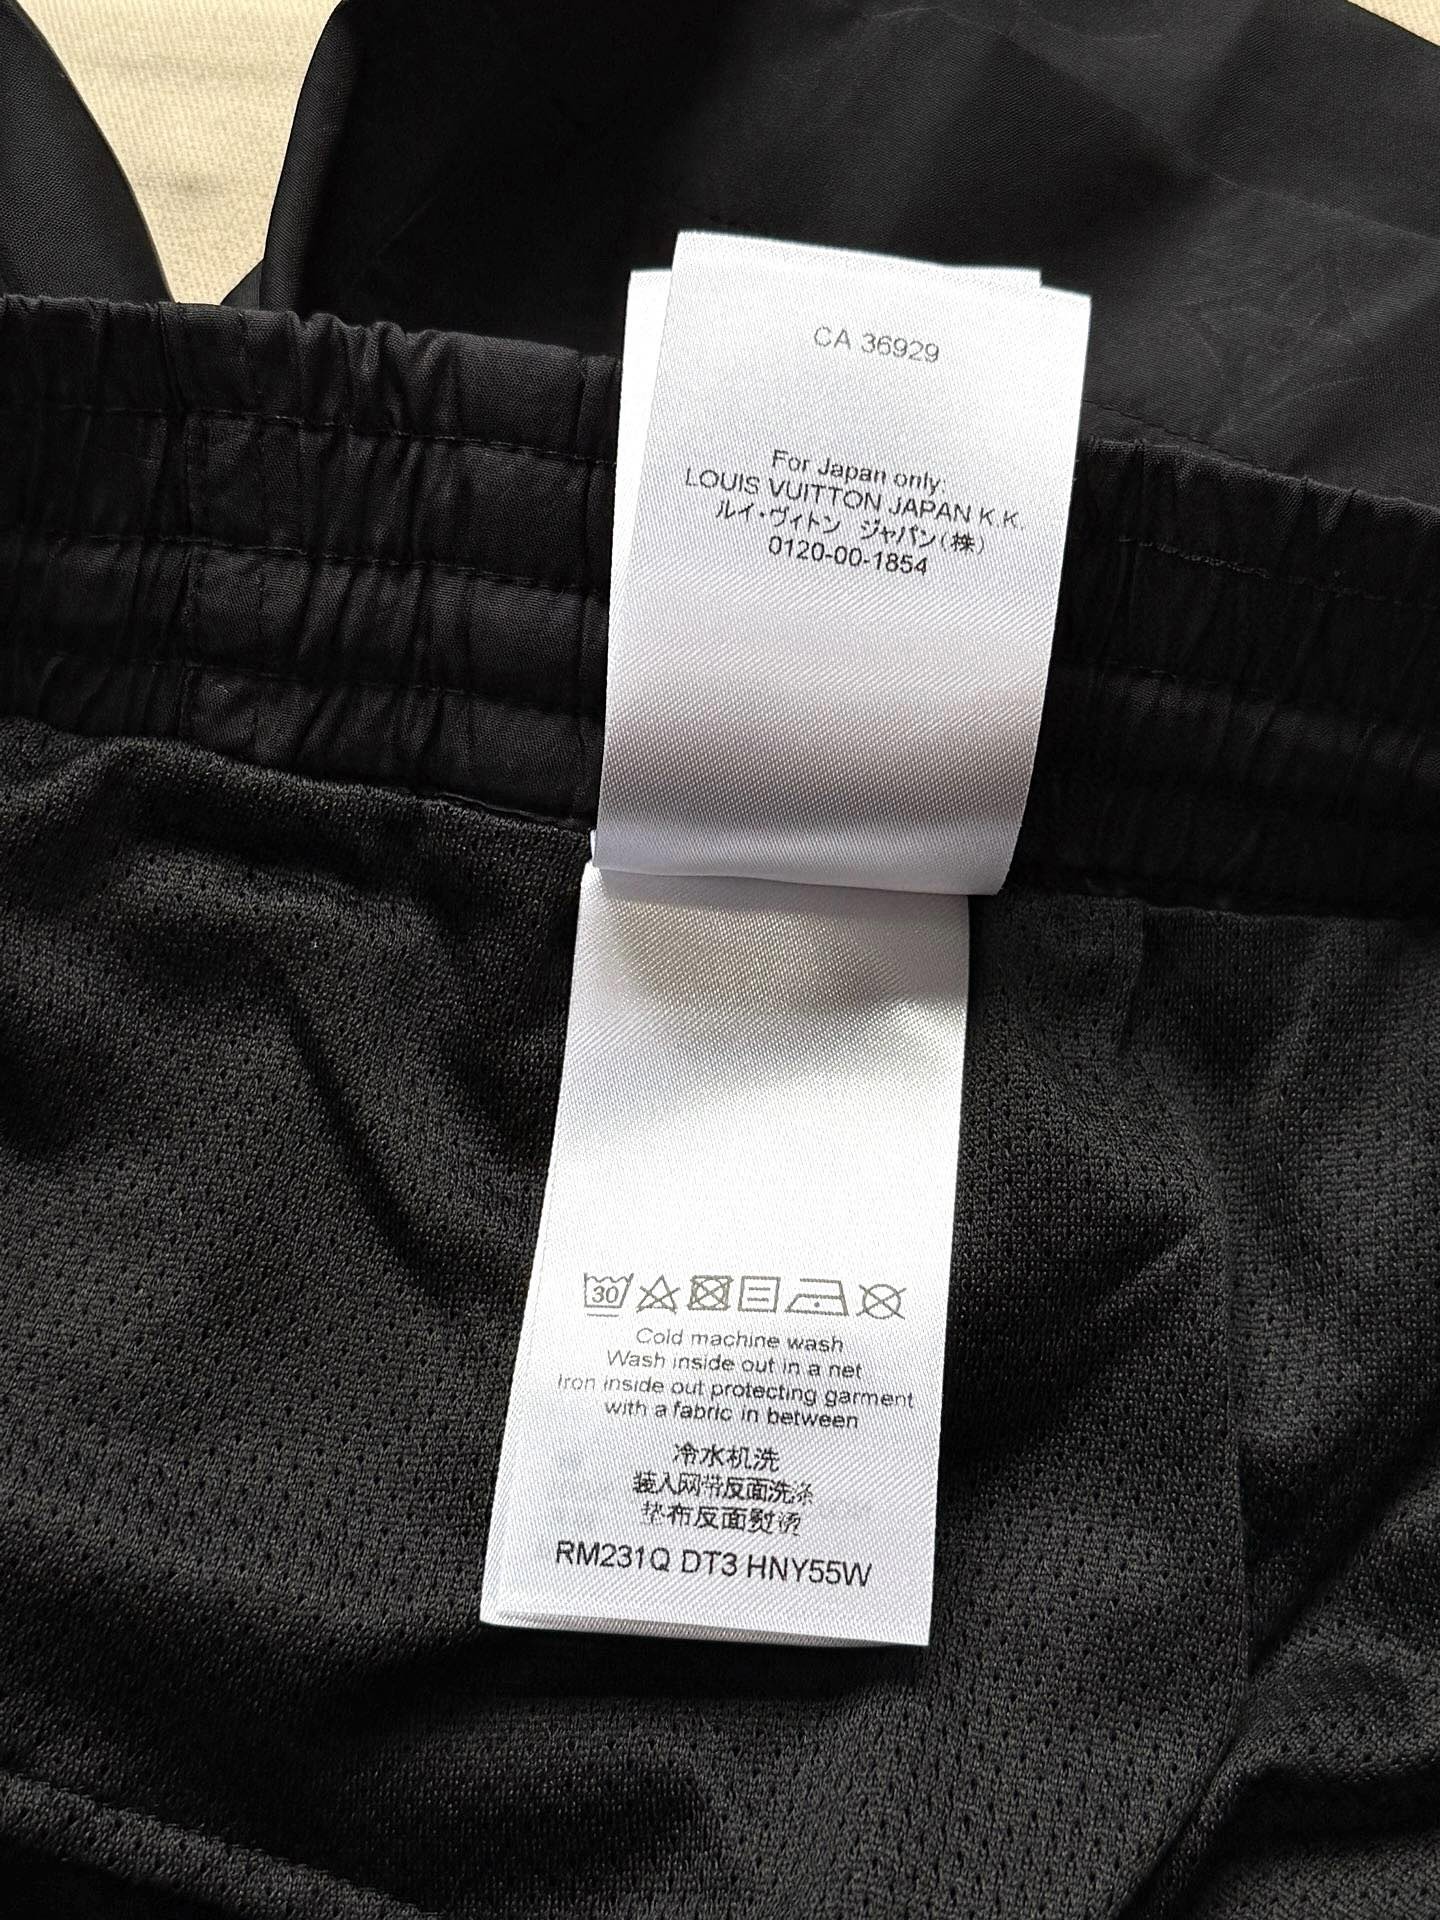 CA 36929
For Japan only:
LOUIS VUITTON JAPAN K.K.
ルイ・ヴィトン ジャパン(株)
0120-00-1854
30
Cold machine wash
Wash inside out in a net
Iron inside out protecting garment
with a fabric in between
冷水机洗
装入网带反面洗涤
垫布反面熨烫
RM231Q DT3 HNY55W